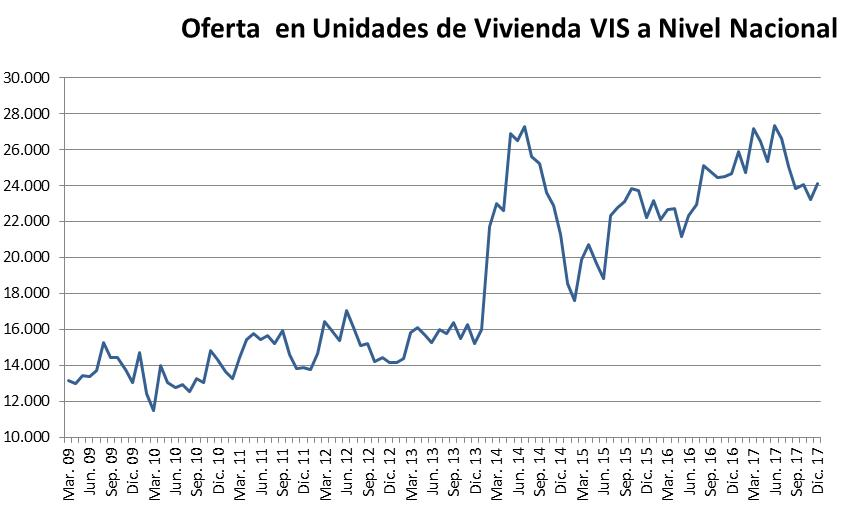 Oferta en Unidades de Vivienda VIS a Nivel Nacional
30.000
28.000
26.000
24.000
22.000
20.000
18.000
16.000
14.000
12.000
10.000
Mar. 09
Jun. 09
Sep. 09
Dic. 09
Mar. 10
Jun. 10
Sep. 10
Dic. 10
Mar. 11
Jun. 11
Sep. 11
Dic. 11
Mar. 12
Jun. 12
Sep. 12
Dic. 12
Mar. 13
Jun. 13
Sep. 13
Dic. 13
Mar. 14
Jun. 14
Sep. 14
Dic. 14
Mar. 15
Jun. 15
Sep. 15
Dic. 15
Mar. 16
Jun. 16
Sep. 16
Dic. 16
Mar. 17
Jun. 17
Sep. 17
Dic. 17